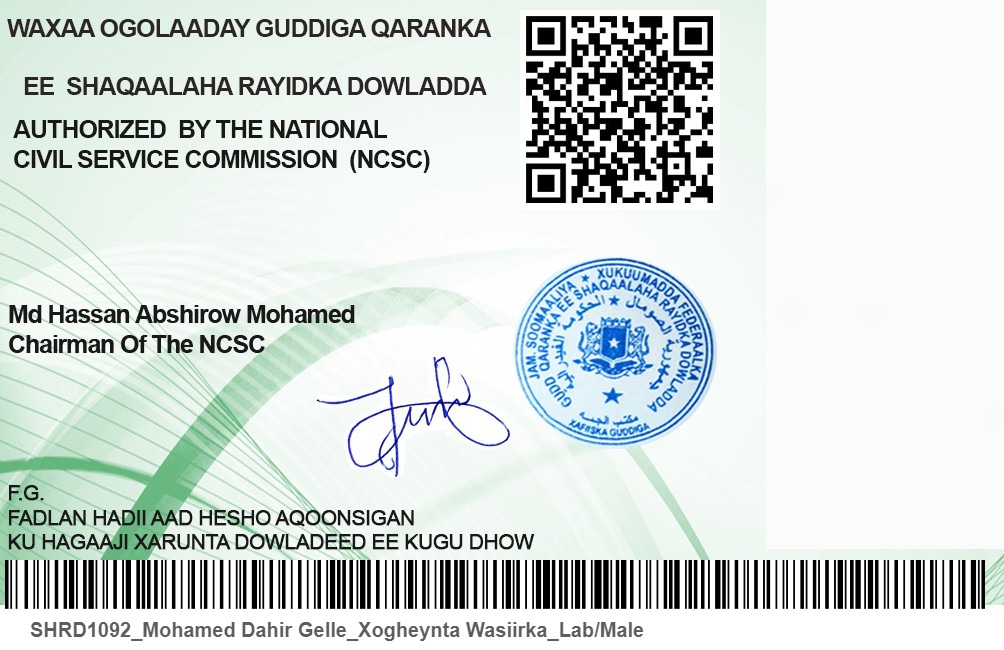 WAXAA OGOLAADAY GUDDIGA QARANKA
EE SHAQAALAHA RAYIDKA DOWLADDA
AUTHORIZED BY THE NATIONAL
CIVIL SERVICE COMMISSION (NCSC)
JAM. SOOMAALIYA ★ XUKUUMADDA FEDERAALKA
GUDD QARANKA EE SHAQAALAHA RAYIDKA DOWLADDA
XAFIISKA GUDDIGA
Md Hassan Abshirow Mohamed
Chairman Of The NCSC
F.G.
FADLAN HADII AAD HESHO AQOONSIGAN
KU HAGAAJI XARUNTA DOWLADEED EE KUGU DHOW
SHRD1092_Mohamed Dahir Gelle_Xogheynta Wasiirka_Lab/Male